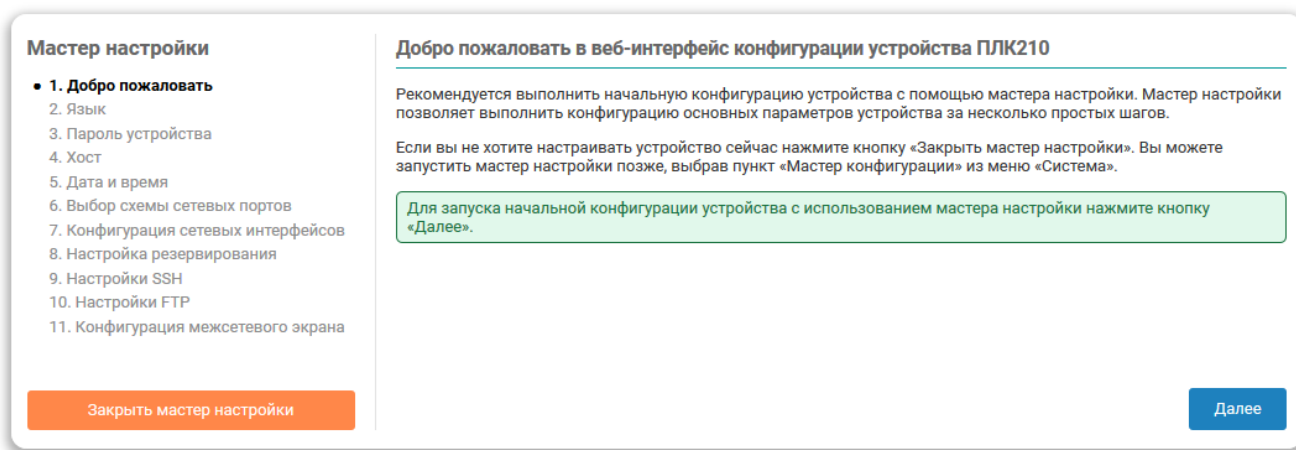 Мастер настройки
• 1. Добро пожаловать
2. Язык
3. Пароль устройства
4. Хост
5. Дата и время
6. Выбор схемы сетевых портов
7. Конфигурация сетевых интерфейсов
8. Настройка резервирования
9. Настройки SSH
10. Настройки FTP
11. Конфигурация межсетевого экрана
Закрыть мастер настройки
Добро пожаловать в веб-интерфейс конфигурации устройства ПЛК210
Рекомендуется выполнить начальную конфигурацию устройства с помощью мастера настройки. Мастер настройки
позволяет выполнить конфигурацию основных параметров устройства за несколько простых шагов.
Если вы не хотите настраивать устройство сейчас нажмите кнопку «Закрыть мастер настройки». Вы можете
запустить мастер настройки позже, выбрав пункт «Мастер конфигурации» из меню «Система».
Для запуска начальной конфигурации устройства с использованием мастера настройки нажмите кнопку
«Далее».
Далее